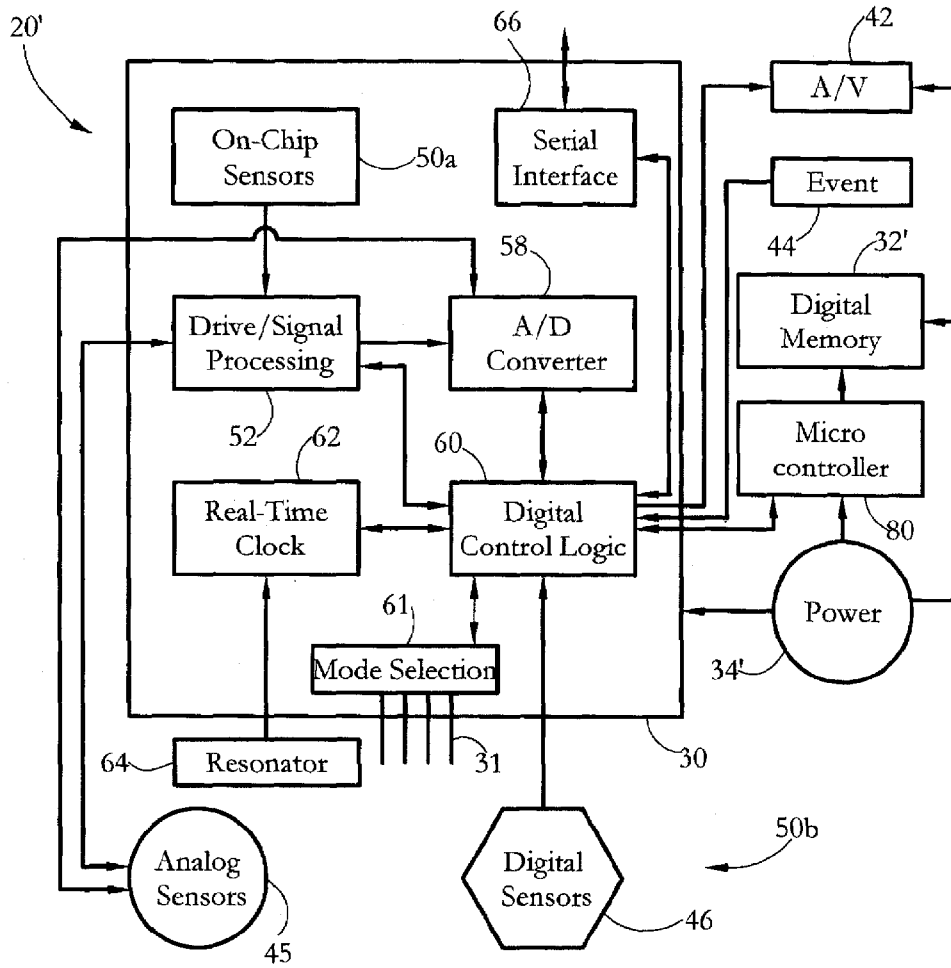 20'
66
42
A/V
On-Chip
Sensors
50a
Serial
Interface
Event
44
32'
58
Drive/Signal
Processing
A/D
Converter
Digital
Memory
52
62
60
Micro
controller
Real-Time
Clock
Digital
Control Logic
80
61
Power
Mode Selection
34'
64
Resonator
31
30
Analog
Sensors
Digital
Sensors
50b
45
46